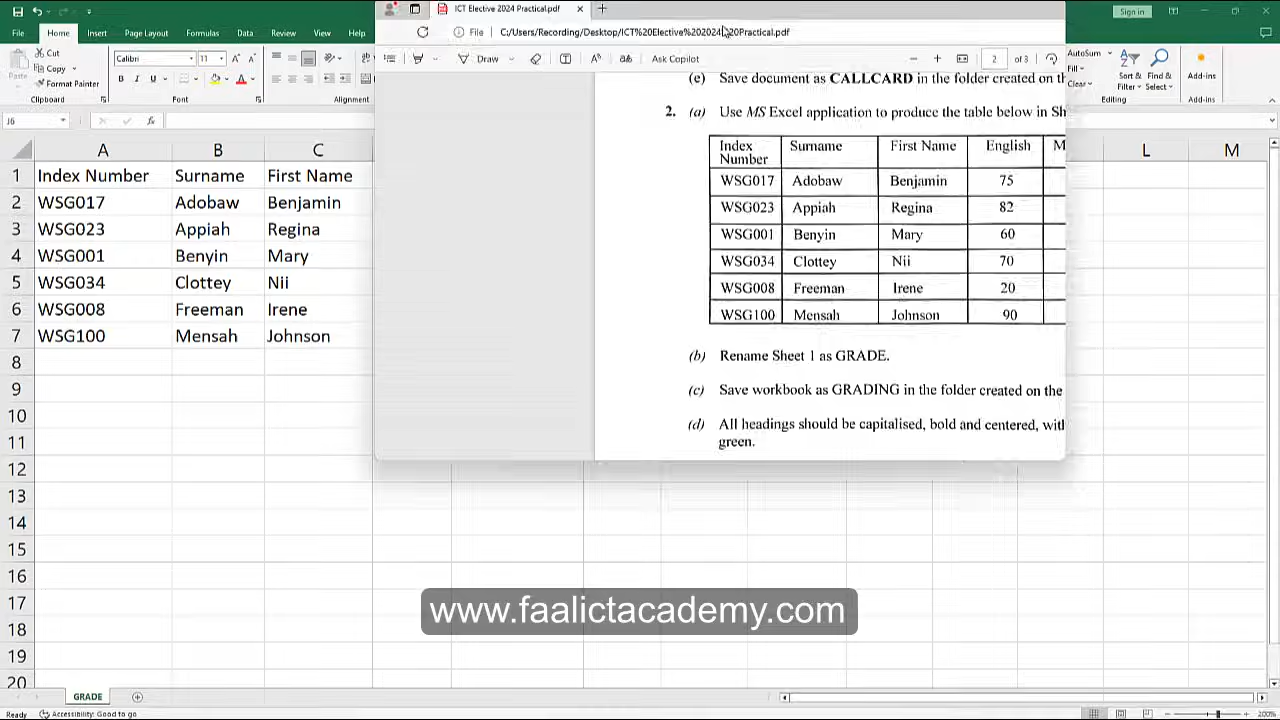 ICT Elective 2024 Practical.pdf
Sign in
File Home Insert Page Layout Formulas Data Review View Help
File C:/Users/Recording/Desktop/ICT%20Elective%202024%20Practical.pdf
Cut
Copy
Format Painter
Paste
Clipboard
Calibri 11
B I U
Font
Alignment
Draw
Ask Copilot
2 of 3
AutoSum
Fill
Clear
Sort & Filter
Find & Select
Editing
Add-ins
Add-ins
J6
fx
A B C L M
1 Index Number Surname First Name
2 WSG017 Adobaw Benjamin
3 WSG023 Appiah Regina
4 WSG001 Benyin Mary
5 WSG034 Clottey Nii
6 WSG008 Freeman Irene
7 WSG100 Mensah Johnson
8
9
10
11
12
13
14
15
16
17
18
19
20
(e) Save document as CALLCARD in the folder created on th
2. (a) Use MS Excel application to produce the table below in Sh
Index Number Surname First Name English M
WSG017 Adobaw Benjamin 75
WSG023 Appiah Regina 82
WSG001 Benyin Mary 60
WSG034 Clottey Nii 70
WSG008 Freeman Irene 20
WSG100 Mensah Johnson 90
(b) Rename Sheet 1 as GRADE.
(c) Save workbook as GRADING in the folder created on the
(d) All headings should be capitalised, bold and centered, wit
green.
www.faalictacademy.com
GRADE
Ready Accessibility: Good to go
200%